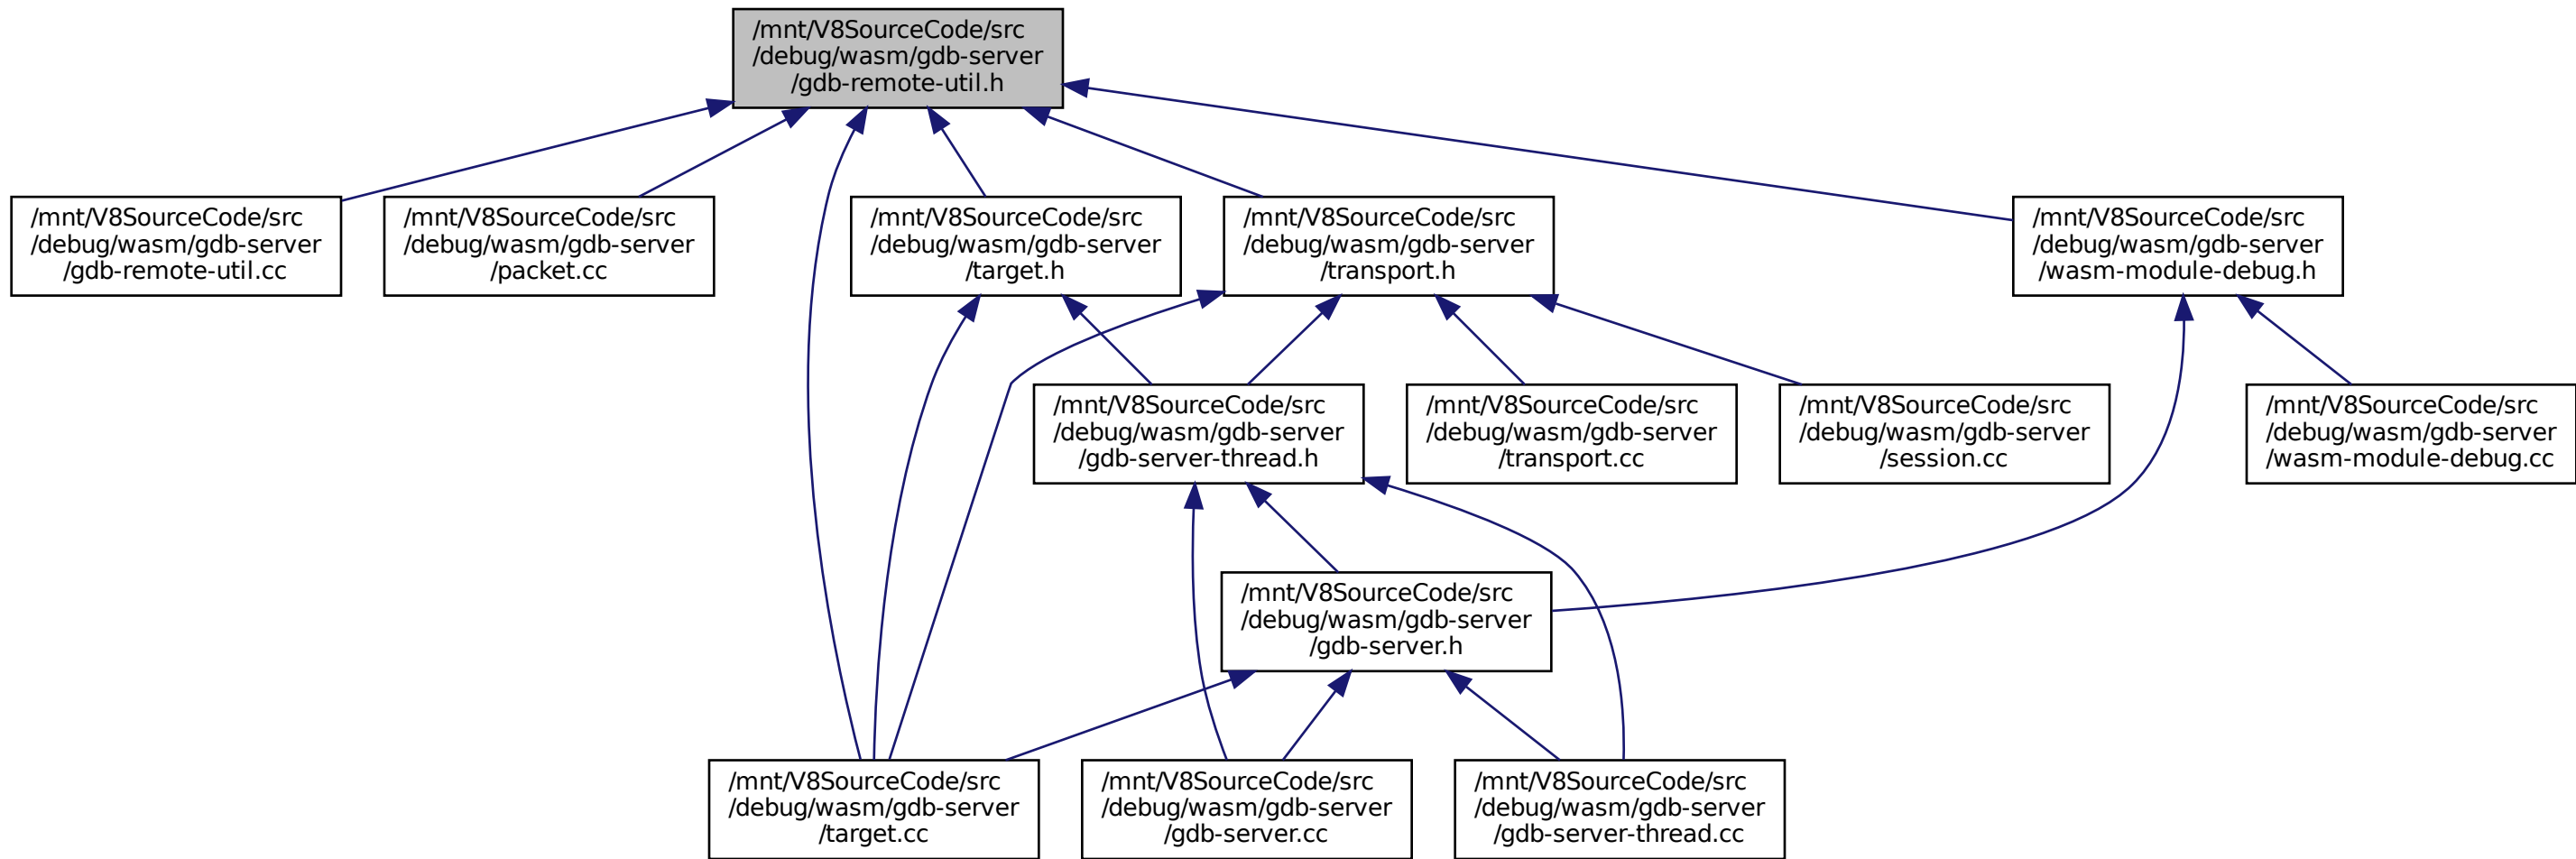 /mnt/V8SourceCode/src
/debug/wasm/gdb-server
/gdb-remote-util.h
/mnt/V8SourceCode/src
/debug/wasm/gdb-server
/gdb-remote-util.cc
/mnt/V8SourceCode/src
/debug/wasm/gdb-server
/packet.cc
/mnt/V8SourceCode/src
/debug/wasm/gdb-server
/target.h
/mnt/V8SourceCode/src
/debug/wasm/gdb-server
/transport.h
/mnt/V8SourceCode/src
/debug/wasm/gdb-server
/wasm-module-debug.h
/mnt/V8SourceCode/src
/debug/wasm/gdb-server
/gdb-server-thread.h
/mnt/V8SourceCode/src
/debug/wasm/gdb-server
/transport.cc
/mnt/V8SourceCode/src
/debug/wasm/gdb-server
/session.cc
/mnt/V8SourceCode/src
/debug/wasm/gdb-server
/wasm-module-debug.cc
/mnt/V8SourceCode/src
/debug/wasm/gdb-server
/gdb-server.h
/mnt/V8SourceCode/src
/debug/wasm/gdb-server
/target.cc
/mnt/V8SourceCode/src
/debug/wasm/gdb-server
/gdb-server.cc
/mnt/V8SourceCode/src
/debug/wasm/gdb-server
/gdb-server-thread.cc